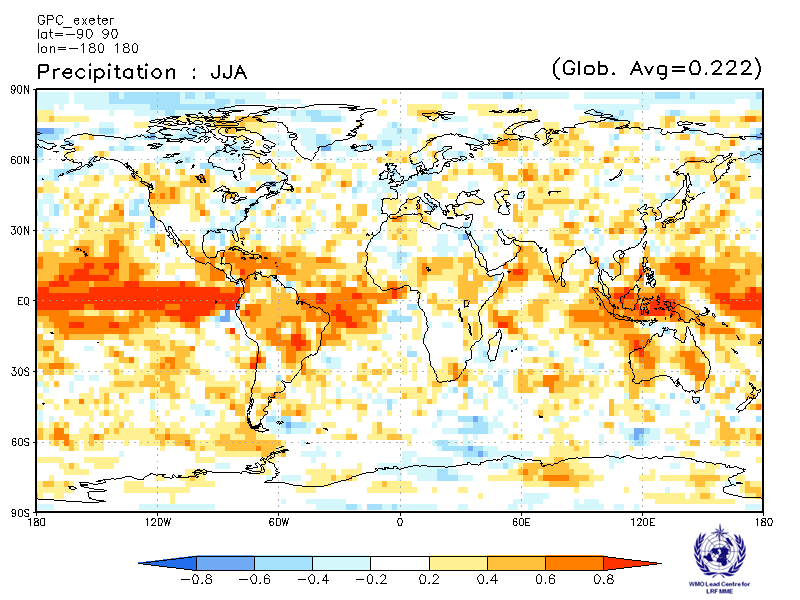 GPC_exeter
lat=−90 90
lon=−180 180
Precipitation : JJA
(Glob. Avg=0.222)
90N
60N
30N
EQ
30S
60S
90S
180 120W 60W 0 60E 120E 180
−0.8 −0.6 −0.4 −0.2 0.2 0.4 0.6 0.8
WMO Lead Centre for
LRF MME